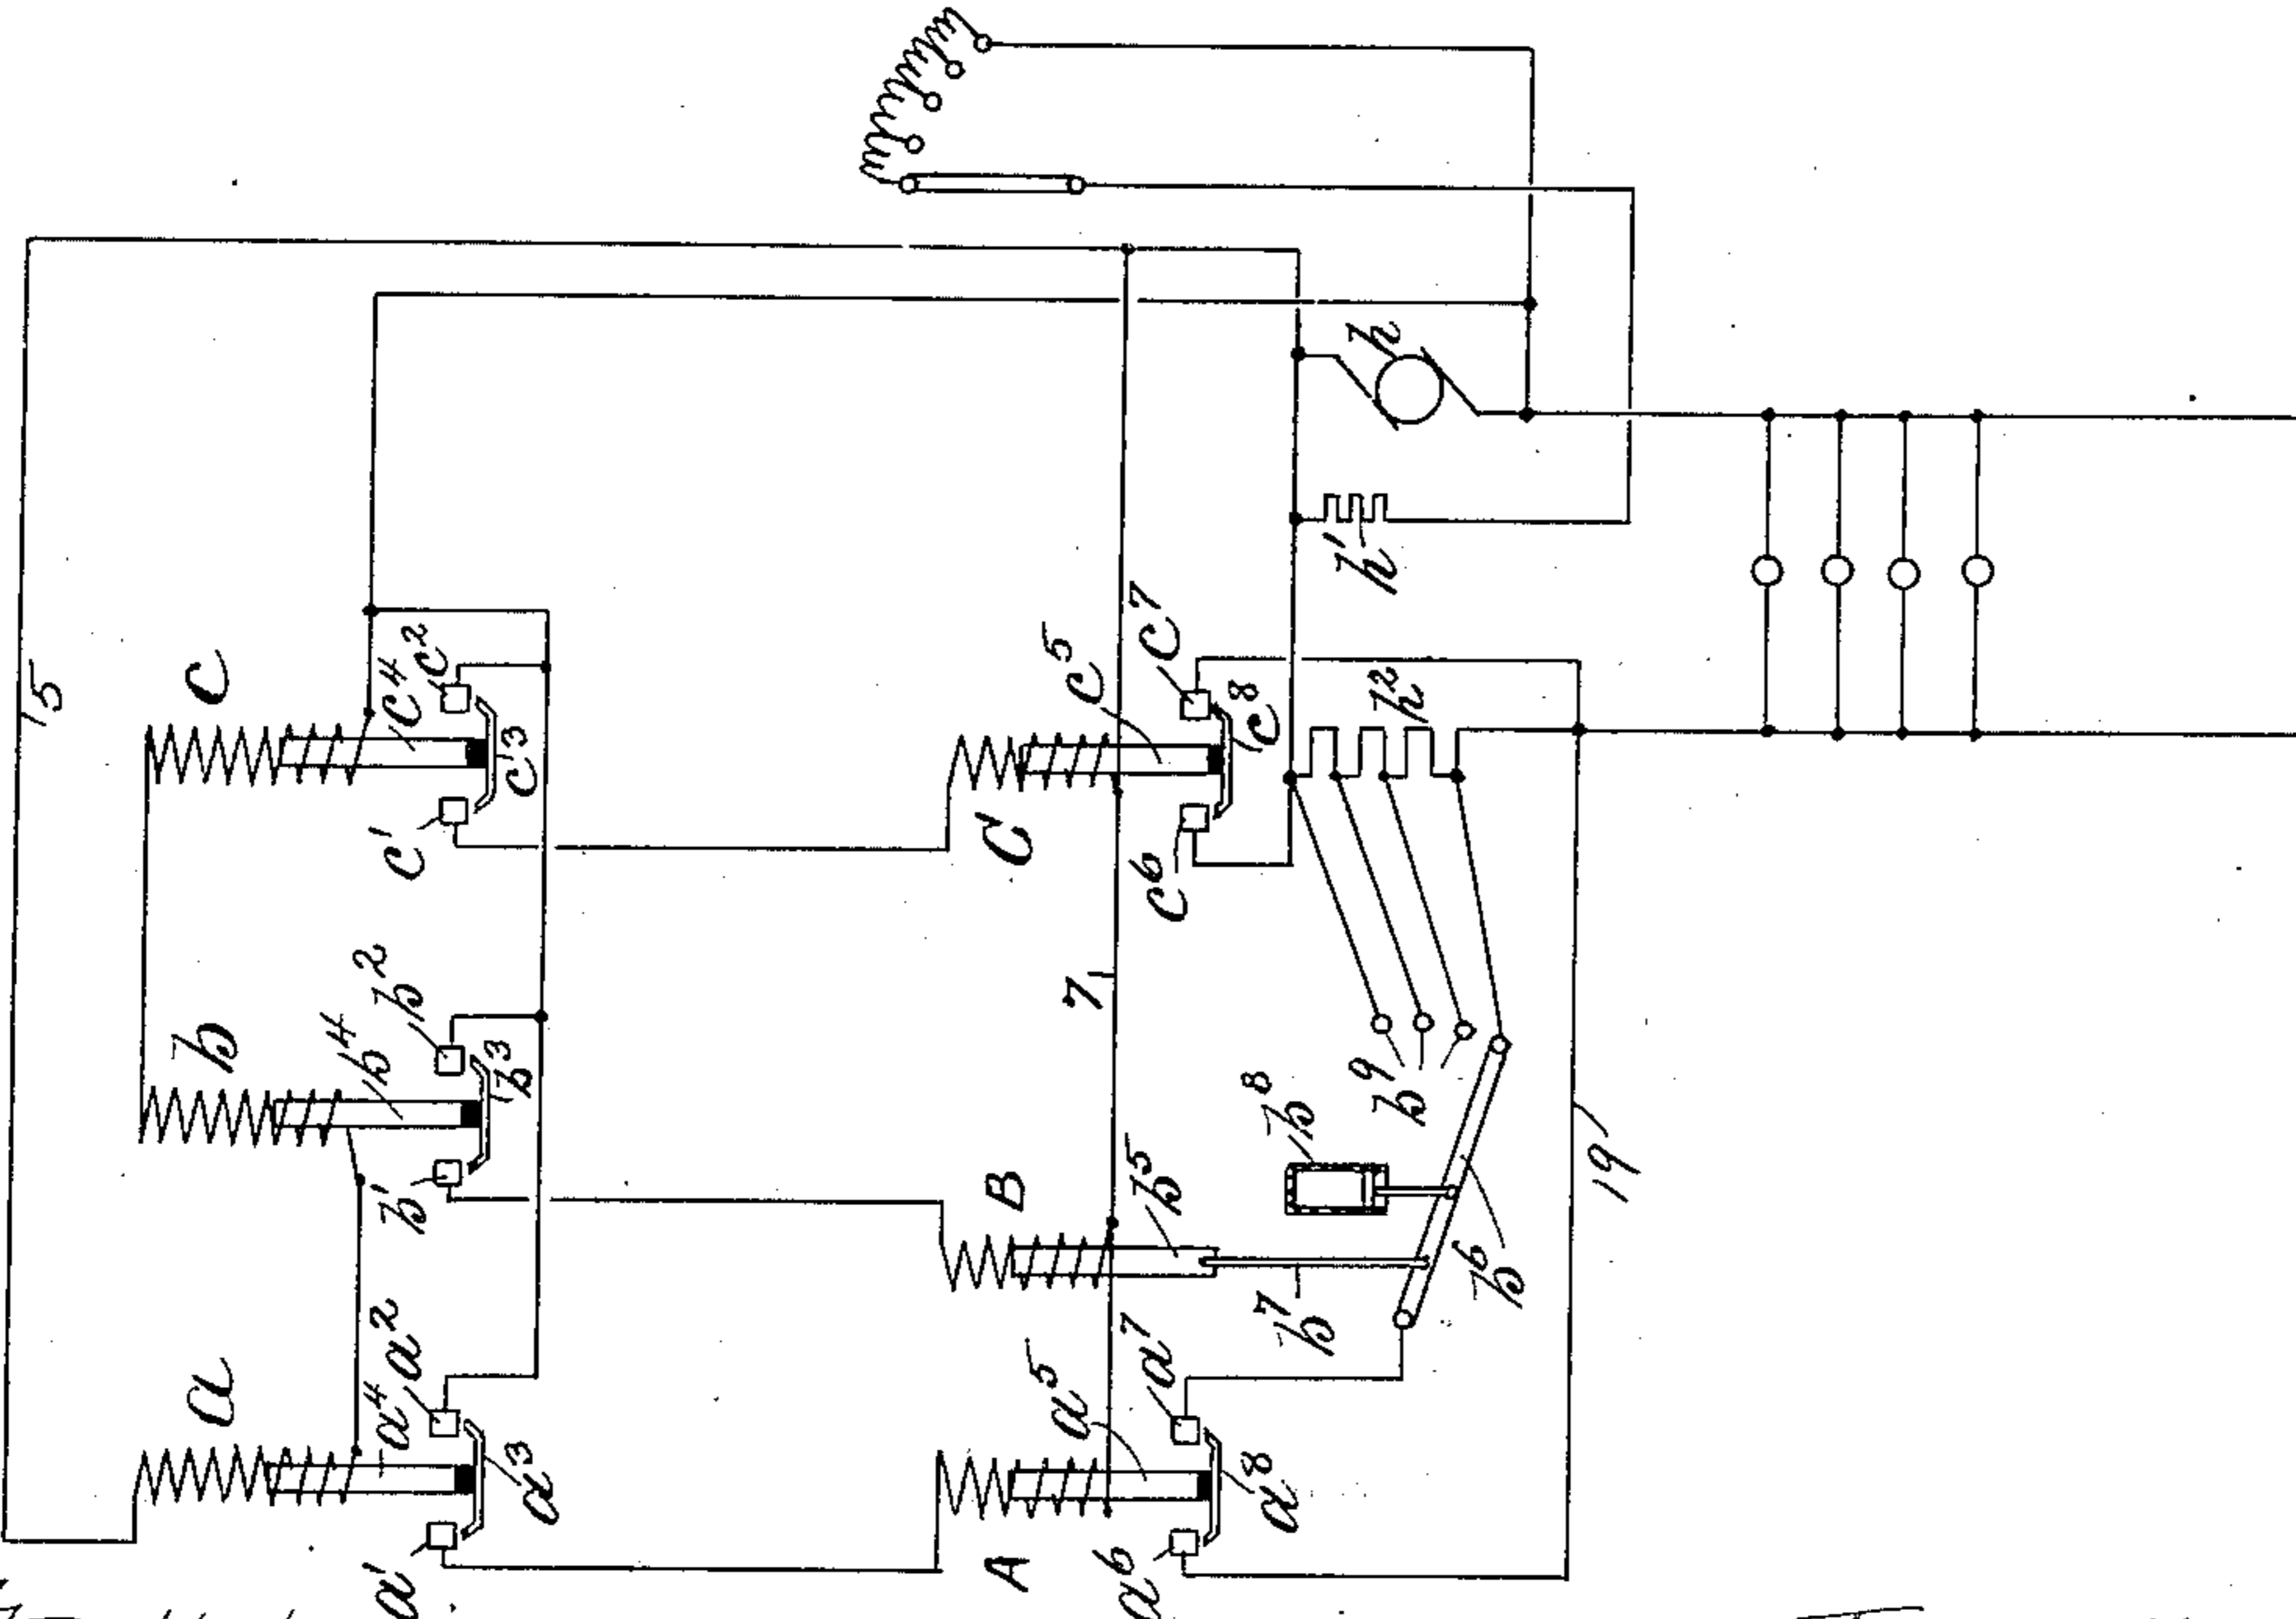 15
a
b
c
a⁴
a²
a¹
a³
b⁴
b²
b¹
b³
c⁴
c²
c¹
c³
A
B
C
a⁵
a⁷
a⁶
a⁸
b⁵
b⁷
b⁸
b⁹
b⁶
c⁵
c⁷
c⁶
c⁸
7
19
h
h'
h²